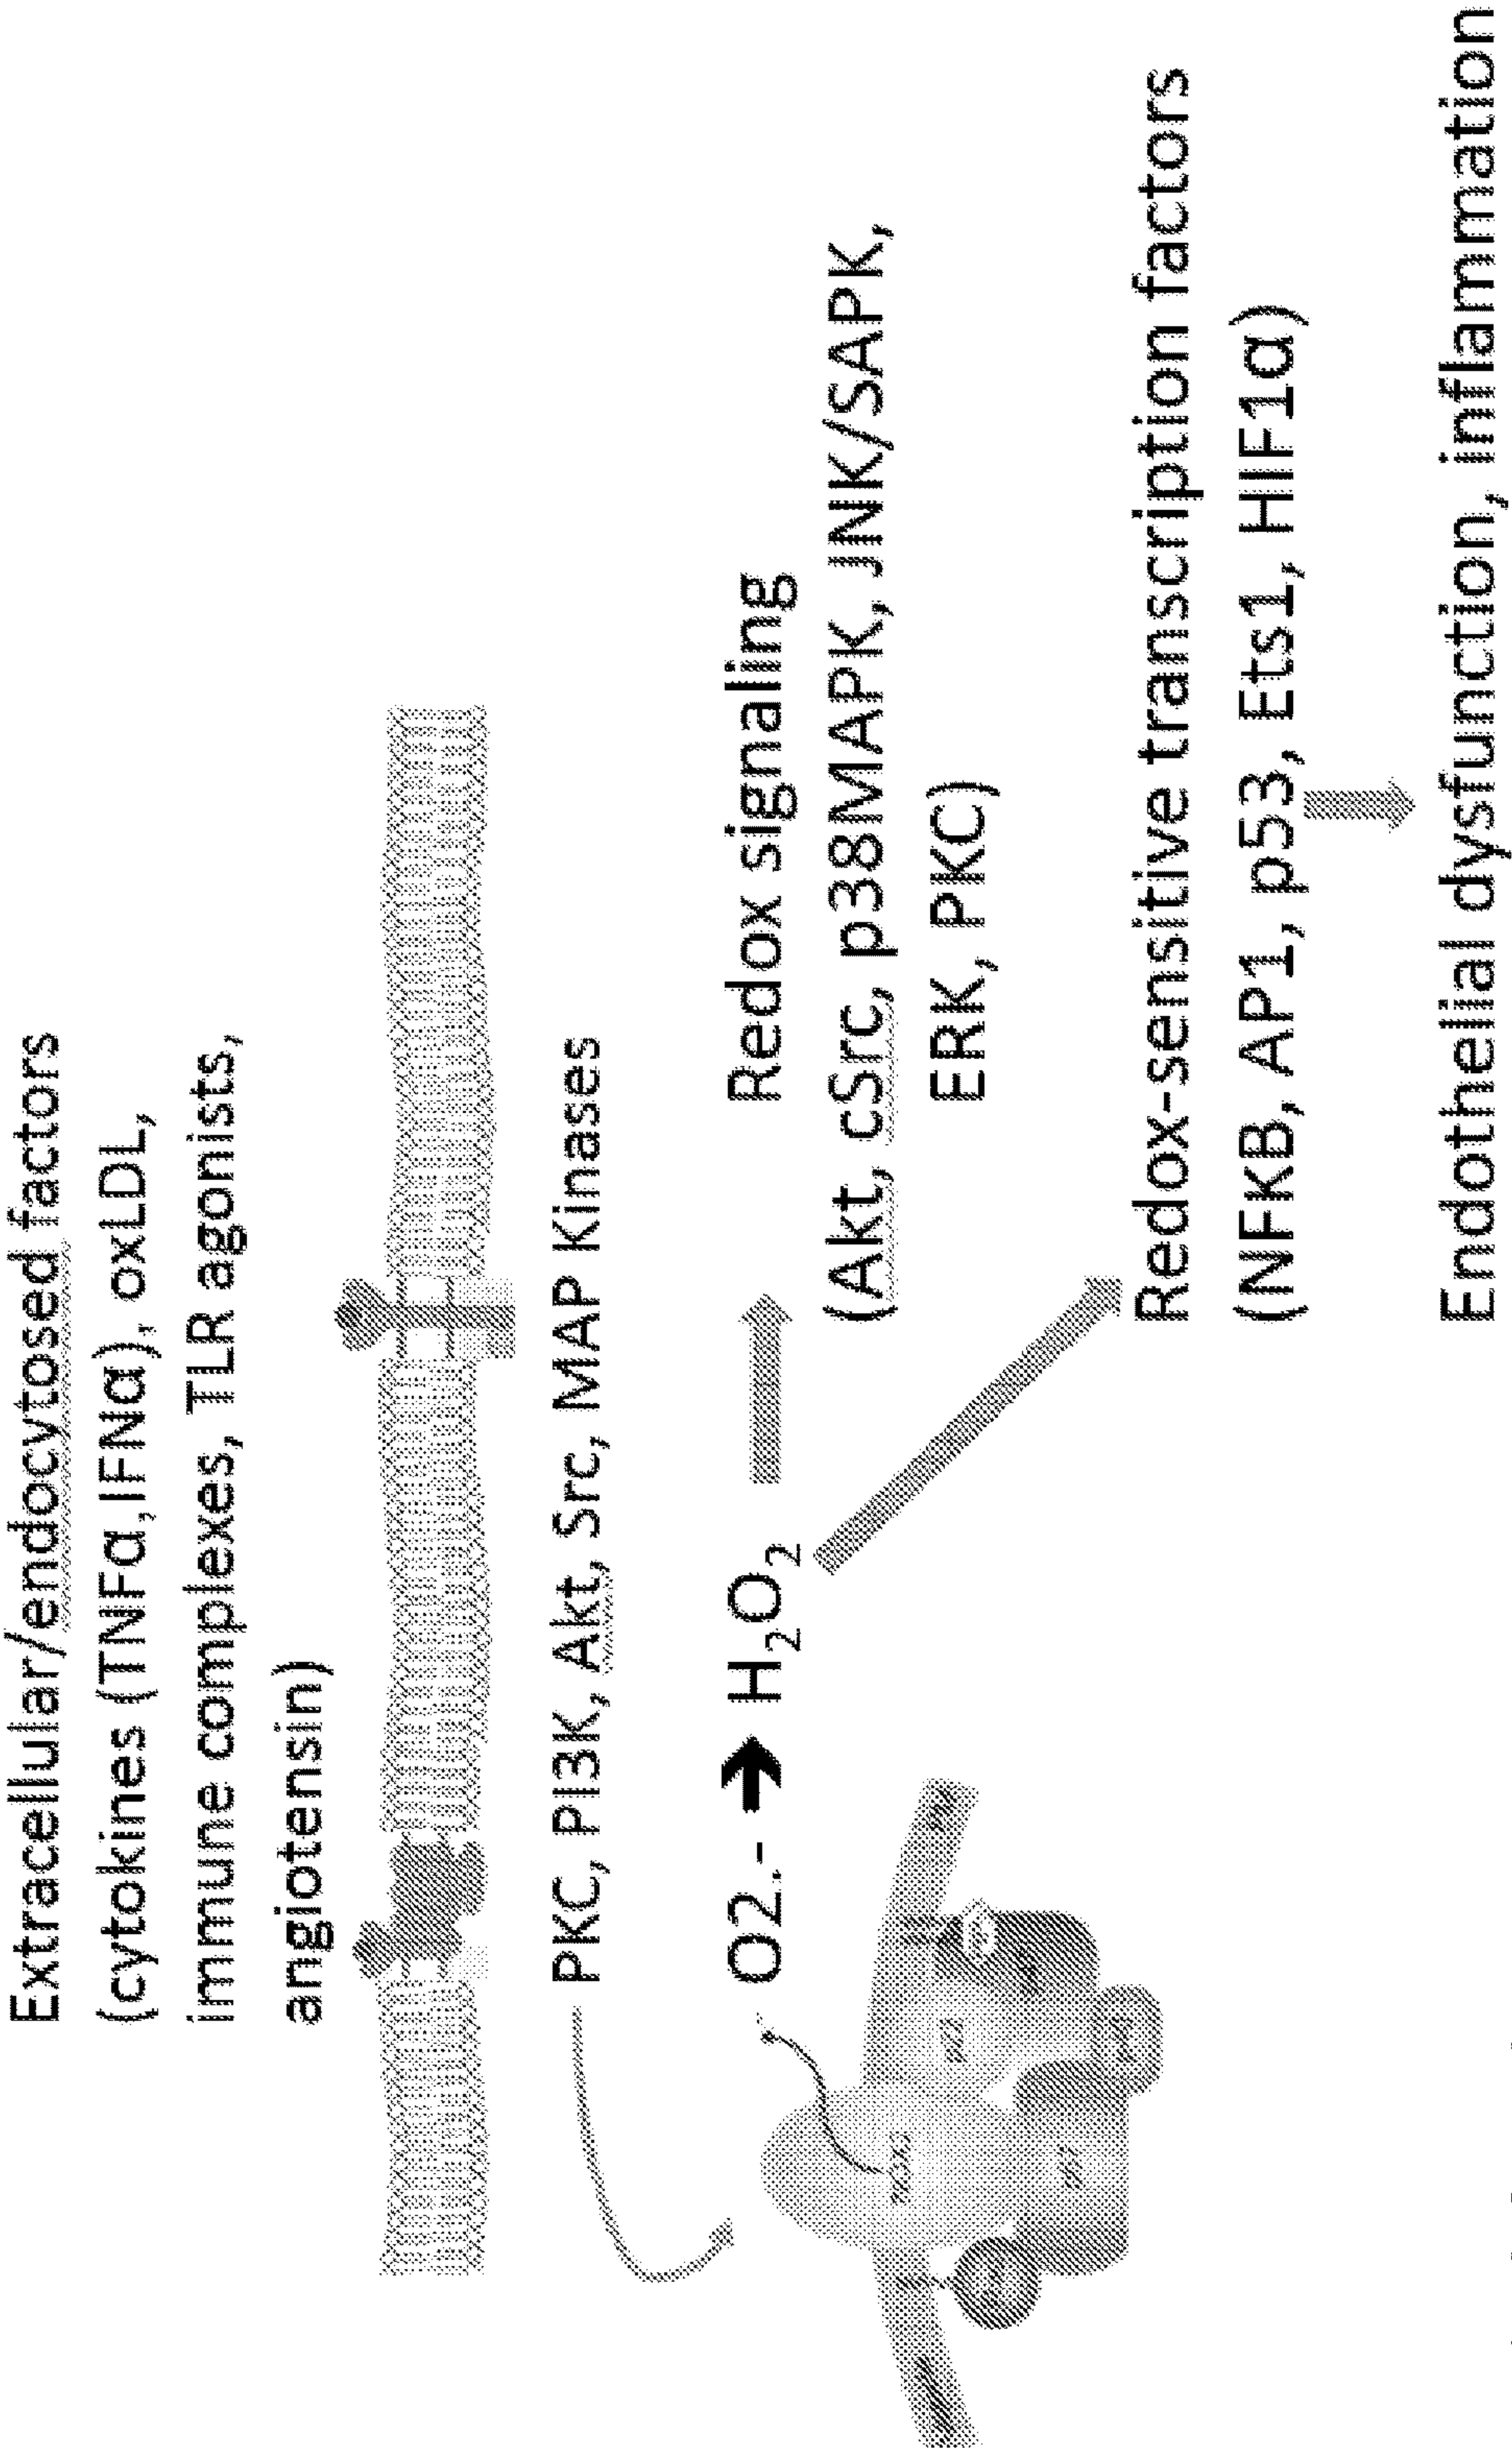 Extracellular/endocytosed factors
(cytokines (TNFα,IFNα), oxLDL,
immune complexes, TLR agonists,
angiotensin)
PKC, PI3K, Akt, Src, MAP Kinases
O2.- → H₂O₂
Redox signaling
(Akt, cSrc, p38MAPK, JNK/SAPK,
ERK, PKC)
Redox-sensitive transcription factors
(NFKB, AP1, p53, Ets1, HIF1α)
Endothelial dysfunction, inflammation